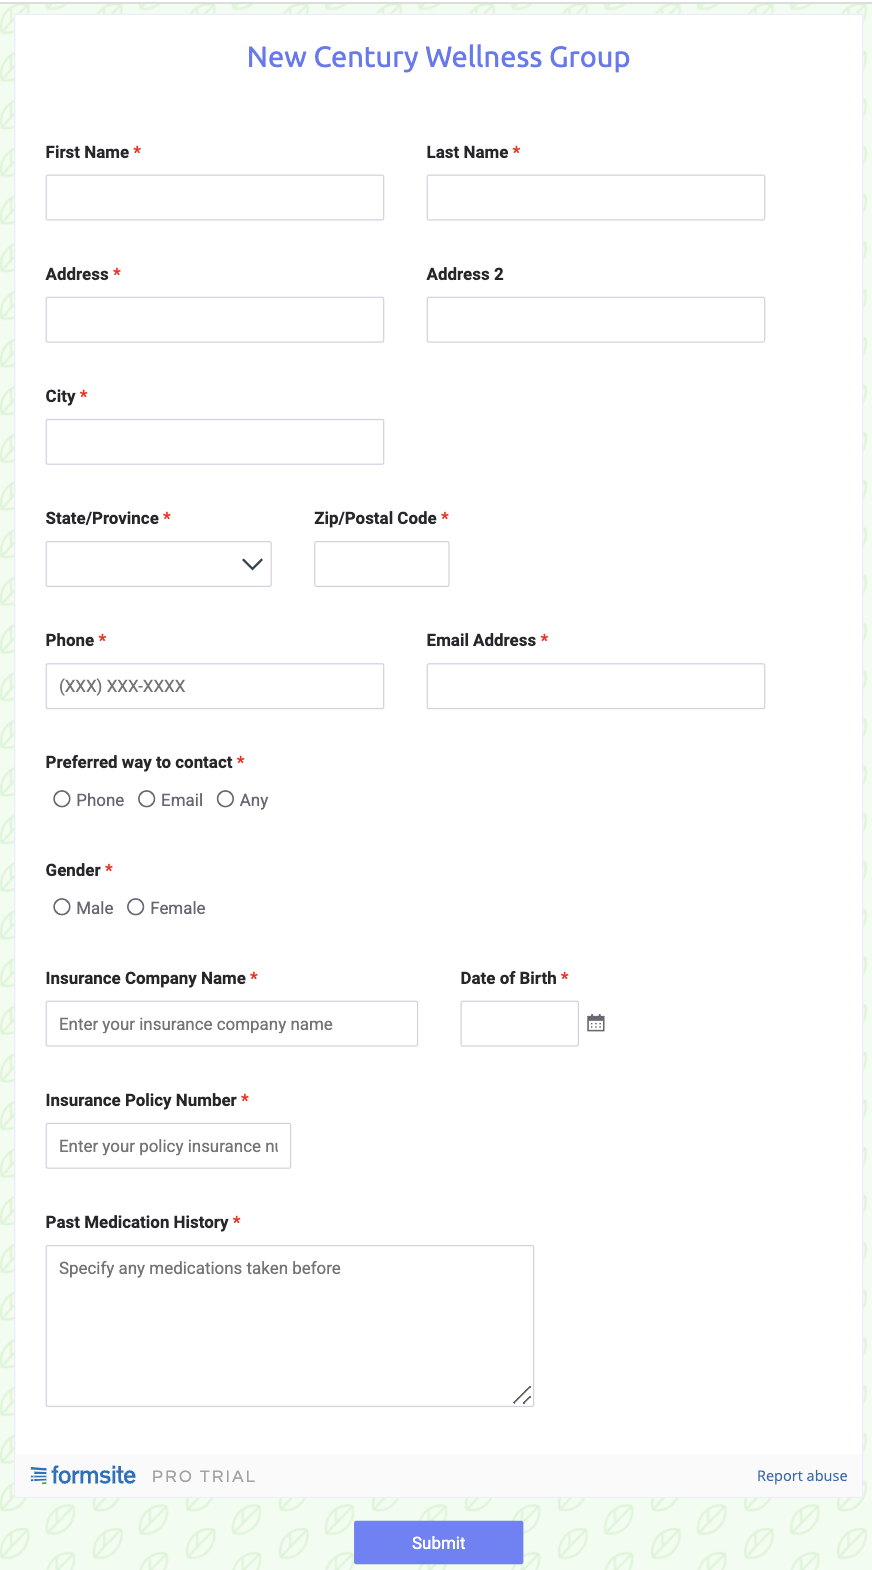 New Century Wellness Group
First Name *
Last Name *
Address *
Address 2
City *
State/Province *
Zip/Postal Code *
Phone *
Email Address *
(XXX) XXX-XXXX
Preferred way to contact *
Phone Email Any
Gender *
Male Female
Insurance Company Name *
Date of Birth *
Enter your insurance company name
Insurance Policy Number *
Enter your policy insurance nu
Past Medication History *
Specify any medications taken before
formsite PRO TRIAL
Report abuse
Submit